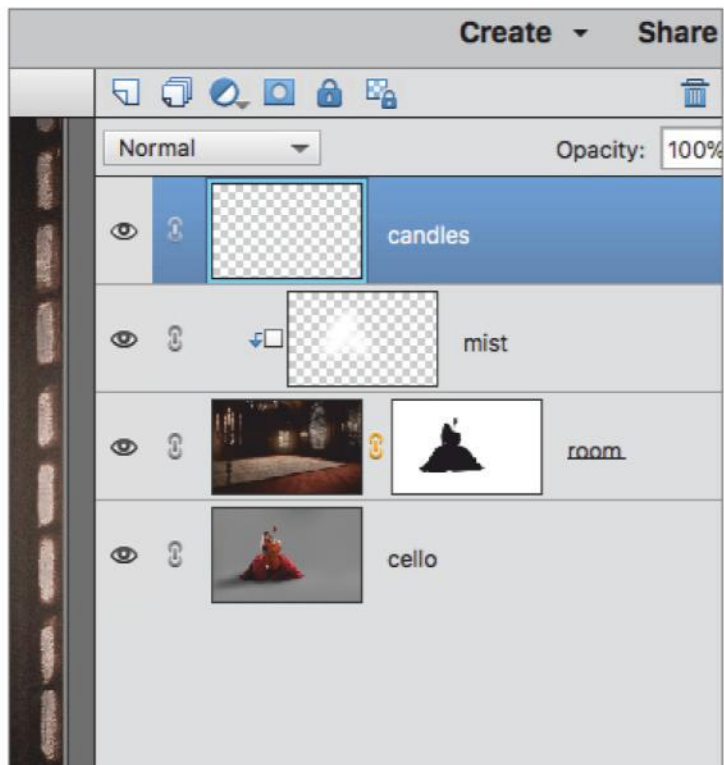 Create Share
Normal Opacity: 100%
candles
mist
room
cello